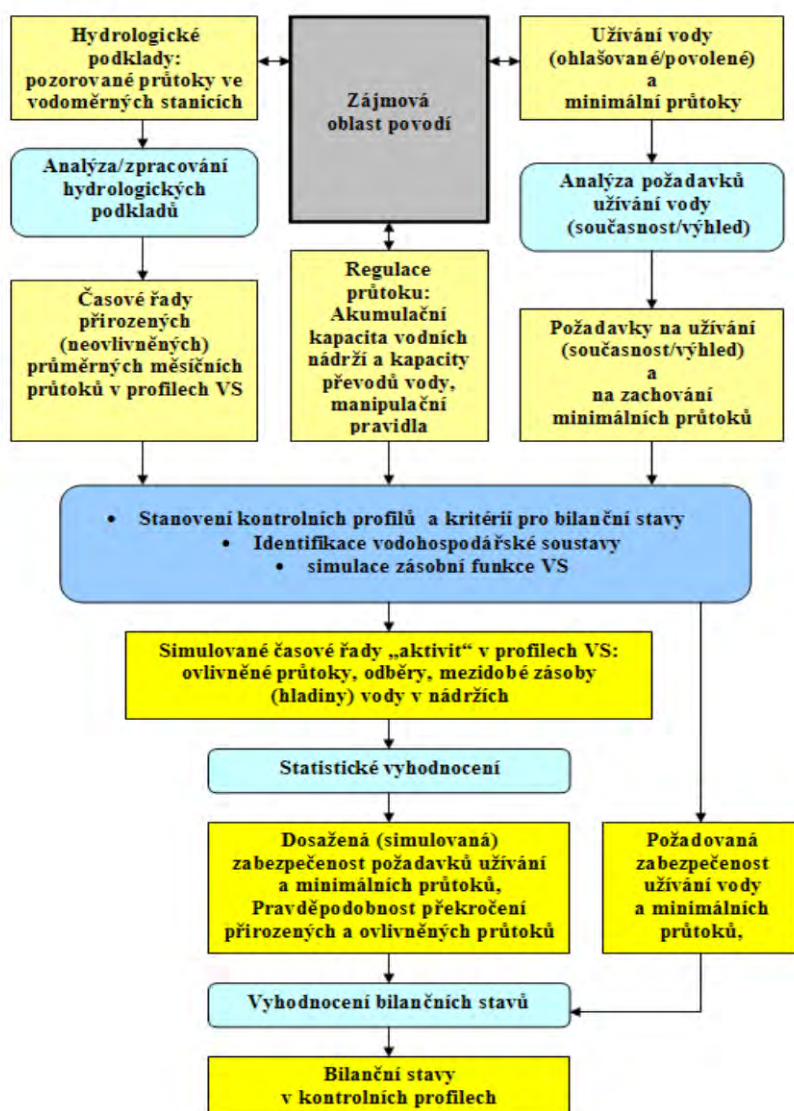 Hydrologické
podklady:
pozorované průtoky ve
vodoměrných stanicích
Zájmová
oblast povodí
Užívání vody
(ohlašované/povolené)
a
minimální průtoky
Analýza/zpracování
hydrologických
podkladů
Analýza požadavků
užívání vody
(současnost/výhled)
Časové řady
přirozených
(neovlivněných)
průměrných měsíčních
průtoků v profilech VS
Regulace
průtoku:
Akumulační
kapacita vodních
nádrží a kapacity
převodů vody,
manipulační
pravidla
Požadavky na užívání
(současnost/výhled)
a
na zachování
minimálních průtoků
• Stanovení kontrolních profilů a kritérií pro bilanční stavy
• Identifikace vodohospodářské soustavy
• simulace zásobní funkce VS
Simulované časové řady „aktivit“ v profilech VS:
ovlivněné průtoky, odběry, mezidobé zásoby
(hladiny) vody v nádržích
Statistické vyhodnocení
Dosažená (simulovaná)
zabezpečenost požadavků užívání
a minimálních průtoků,
Pravděpodobnost překročení
přirozených a ovlivněných průtoků
Požadovaná
zabezpečenost
užívání vody
a minimálních
průtoků,
Vyhodnocení bilančních stavů
Bilanční stavy
v kontrolních profilech